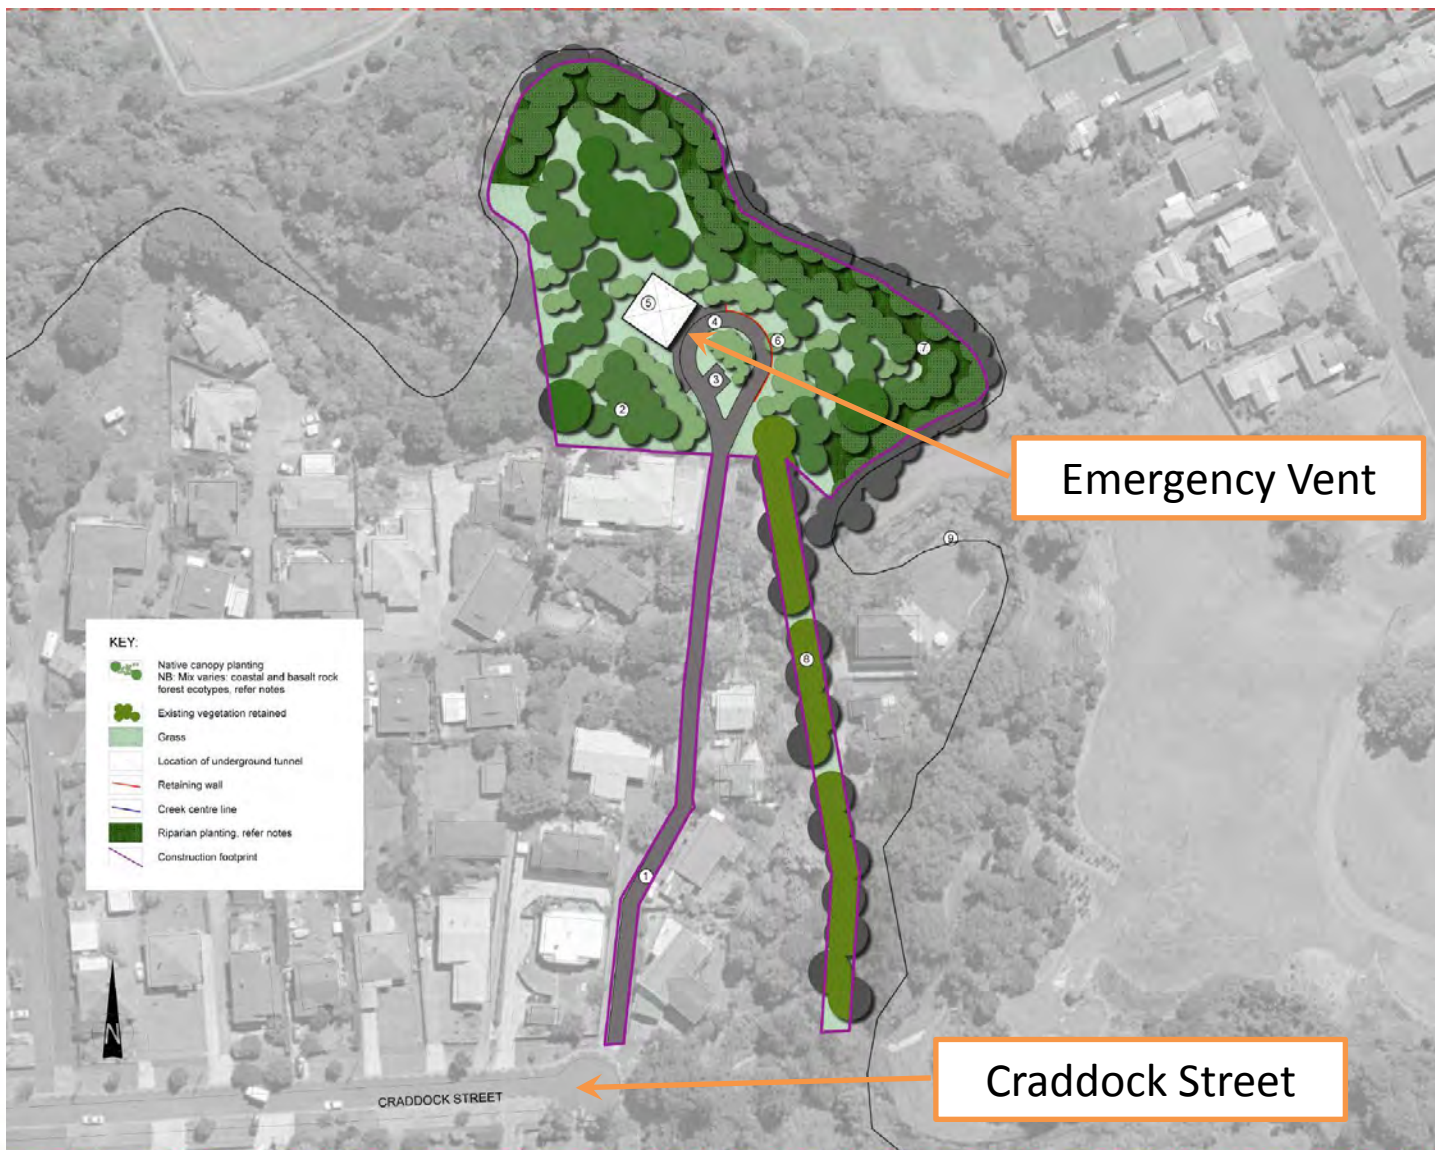 5
4
6
7
3
2
Emergency Vent
9
KEY:
Native canopy planting
NB: Mix varies: coastal and basalt rock
forest ecotypes, refer notes
Existing vegetation retained
Grass
Location of underground tunnel
Retaining wall
Creek centre line
Riparian planting, refer notes
Construction footprint
8
1
N
Craddock Street
CRADDOCK STREET